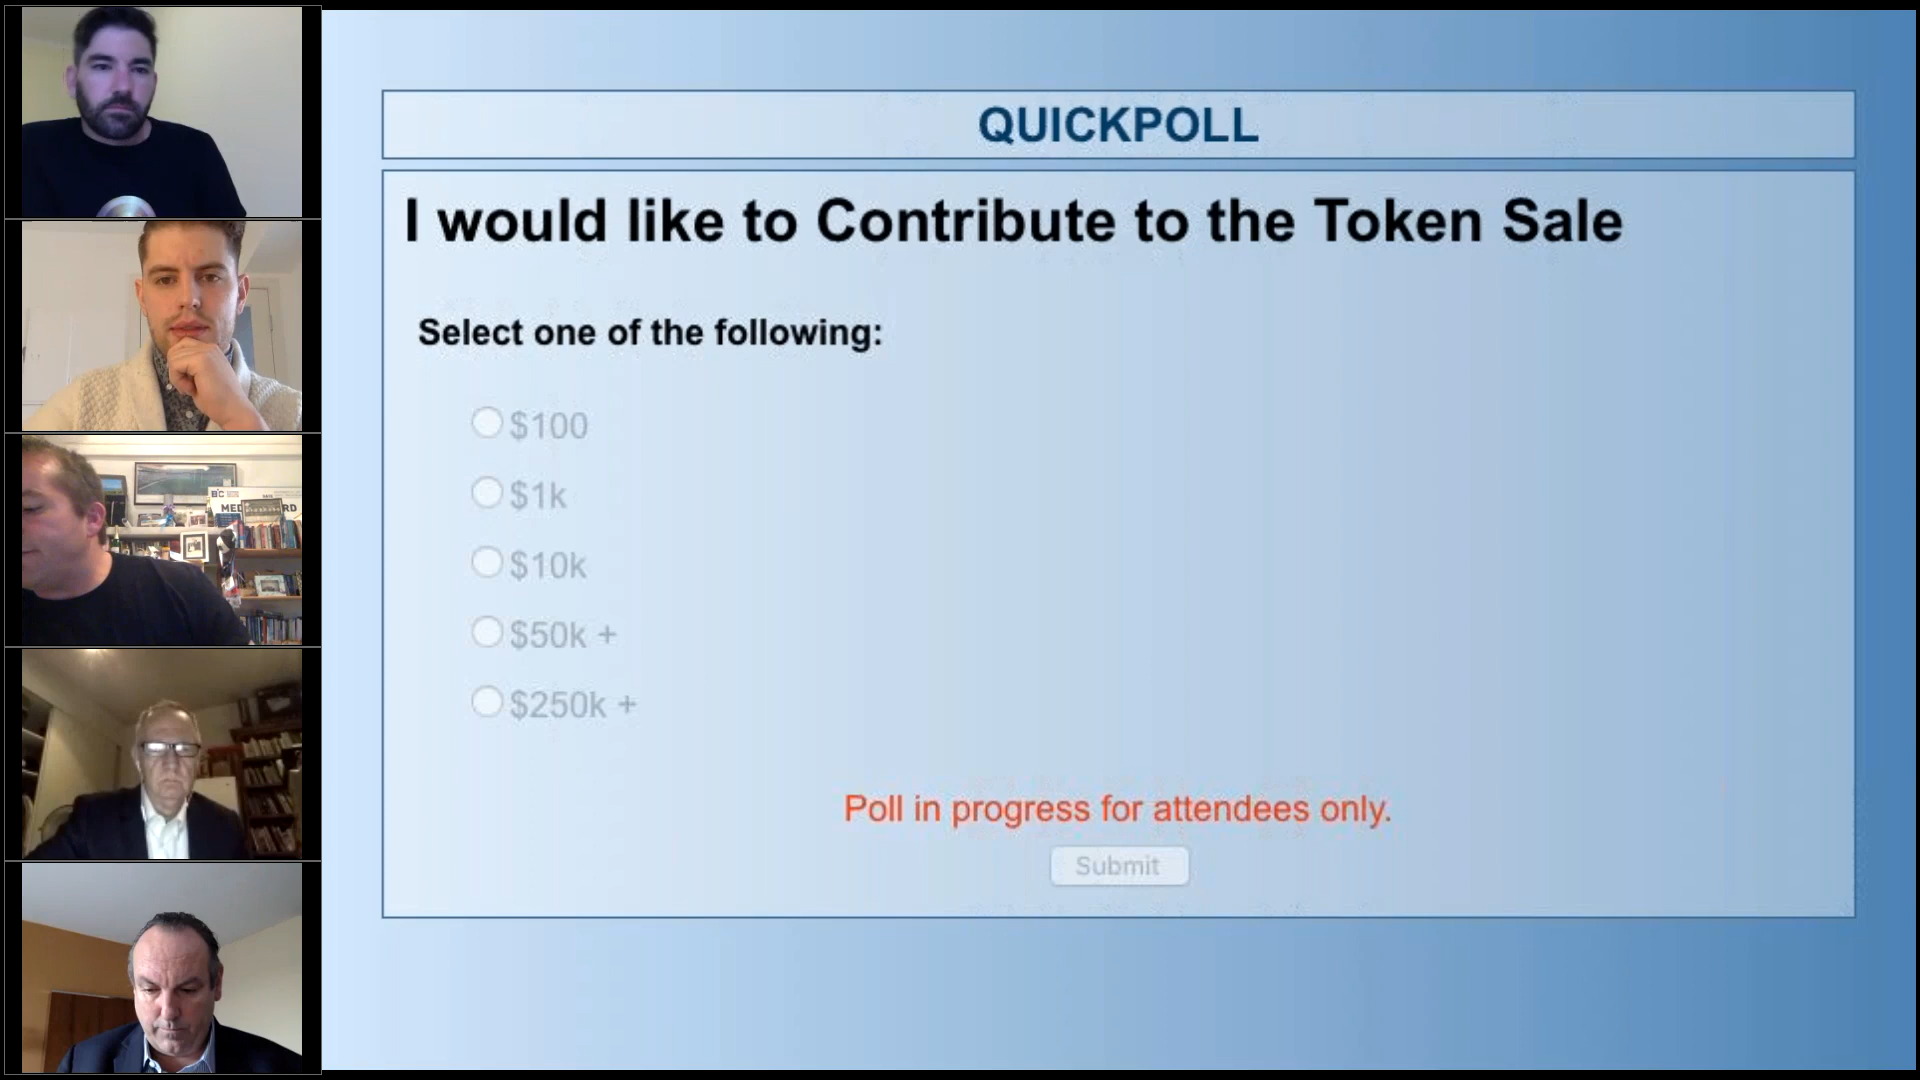 QUICKPOLL
I would like to Contribute to the Token Sale
Select one of the following:
$100
$1k
$10k
$50k +
$250k +
Poll in progress for attendees only.
Submit